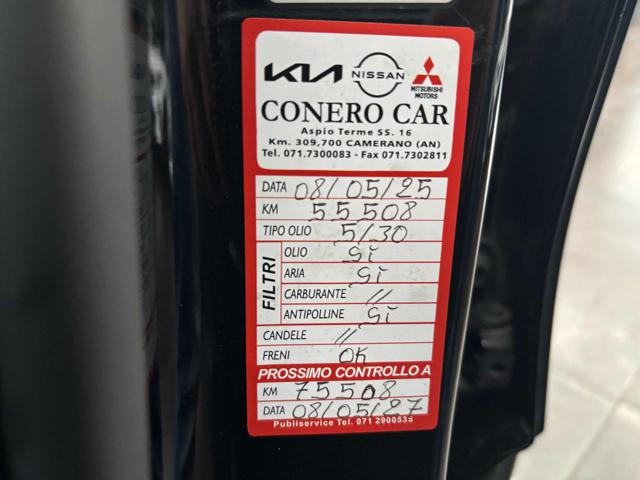 KIA NISSAN MITSUBISHI MOTORS
CONERO CAR
Aspio Terme SS. 16
Km. 309,700 CAMERANO (AN)
Tel. 071.7300083 - Fax 071.7302811
DATA 08/05/25
KM 55508
TIPO OLIO 5/30
FILTRI
OLIO sì
ARIA sì
CARBURANTE //
ANTIPOLLINE sì
CANDELE //
FRENI OK
PROSSIMO CONTROLLO A
KM 75508
DATA 08/05/27
Publiservice Tel. 071 2900535